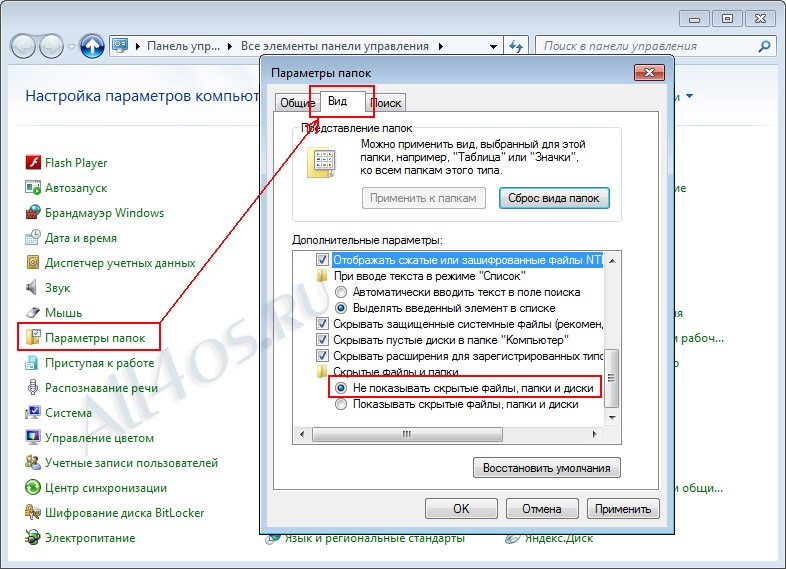 Панель упр...
Все элементы панели управления
Поиск в панели управления
Настройка параметров компьют
Flash Player
Автозапуск
Брандмауэр Windows
Дата и время
Диспетчер учетных данных
Звук
Мышь
Параметры папок
Приступая к работе
Распознавание речи
Система
Управление цветом
Учетные записи пользователей
Центр синхронизации
Шифрование диска BitLocker
Электропитание
Параметры папок
Общие
Вид
Поиск
Представление папок
Можно применить вид, выбранный для этой
папки, например, "Таблица" или "Значки",
ко всем папкам этого типа.
Применить к папкам
Сброс вида папок
Дополнительные параметры:
Отображать сжатые или зашифрованные файлы NT
При вводе текста в режиме "Список"
Автоматически вводить текст в поле поиска
Выделять введенный элемент в списке
Скрывать защищенные системные файлы (рекомен,
Скрывать пустые диски в папке "Компьютер"
Скрывать расширения для зарегистрированных типо
Скрытые файлы и папки
Не показывать скрытые файлы, папки и диски
Показывать скрытые файлы, папки и диски
Восстановить умолчания
OK
Отмена
Применить
и рабоч...
и общи...
Язык и региональные стандарты
Яндекс.Диск
All4os.RU